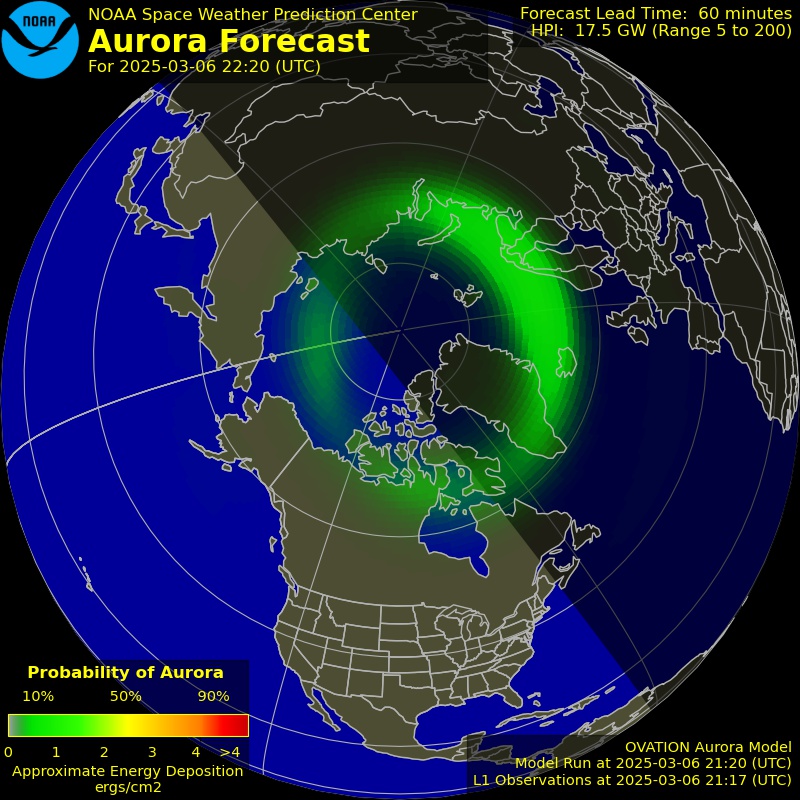 NOAA
NOAA Space Weather Prediction Center
Aurora Forecast
For 2025-03-06 22:20 (UTC)
Forecast Lead Time: 60 minutes
HPI: 17.5 GW (Range 5 to 200)
Probability of Aurora
10% 50% 90%
0 1 2 3 4 >4
Approximate Energy Deposition
ergs/cm2
OVATION Aurora Model
Model Run at 2025-03-06 21:20 (UTC)
L1 Observations at 2025-03-06 21:17 (UTC)